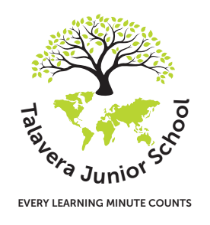 Talavera Junior School
EVERY LEARNING MINUTE COUNTS